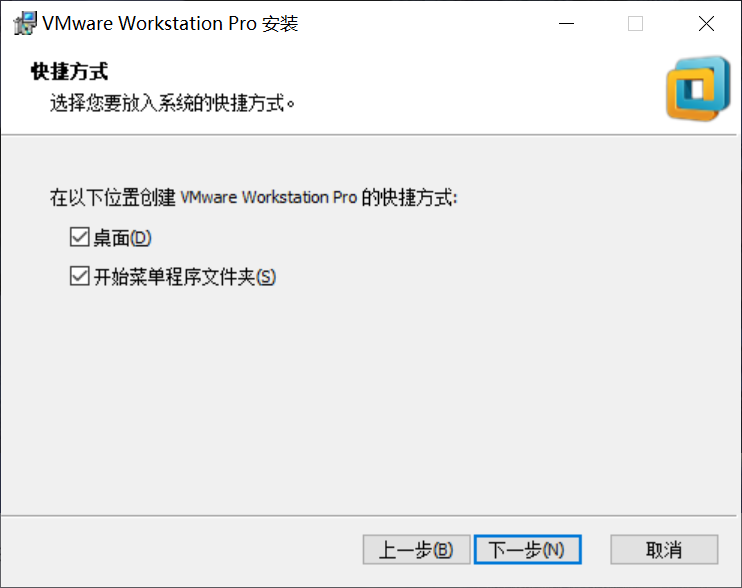 VMware Workstation Pro 安装
快捷方式
选择您要放入系统的快捷方式。
在以下位置创建 VMware Workstation Pro 的快捷方式:
桌面(D)
开始菜单程序文件夹(S)
上一步(B) 下一步(N) 取消